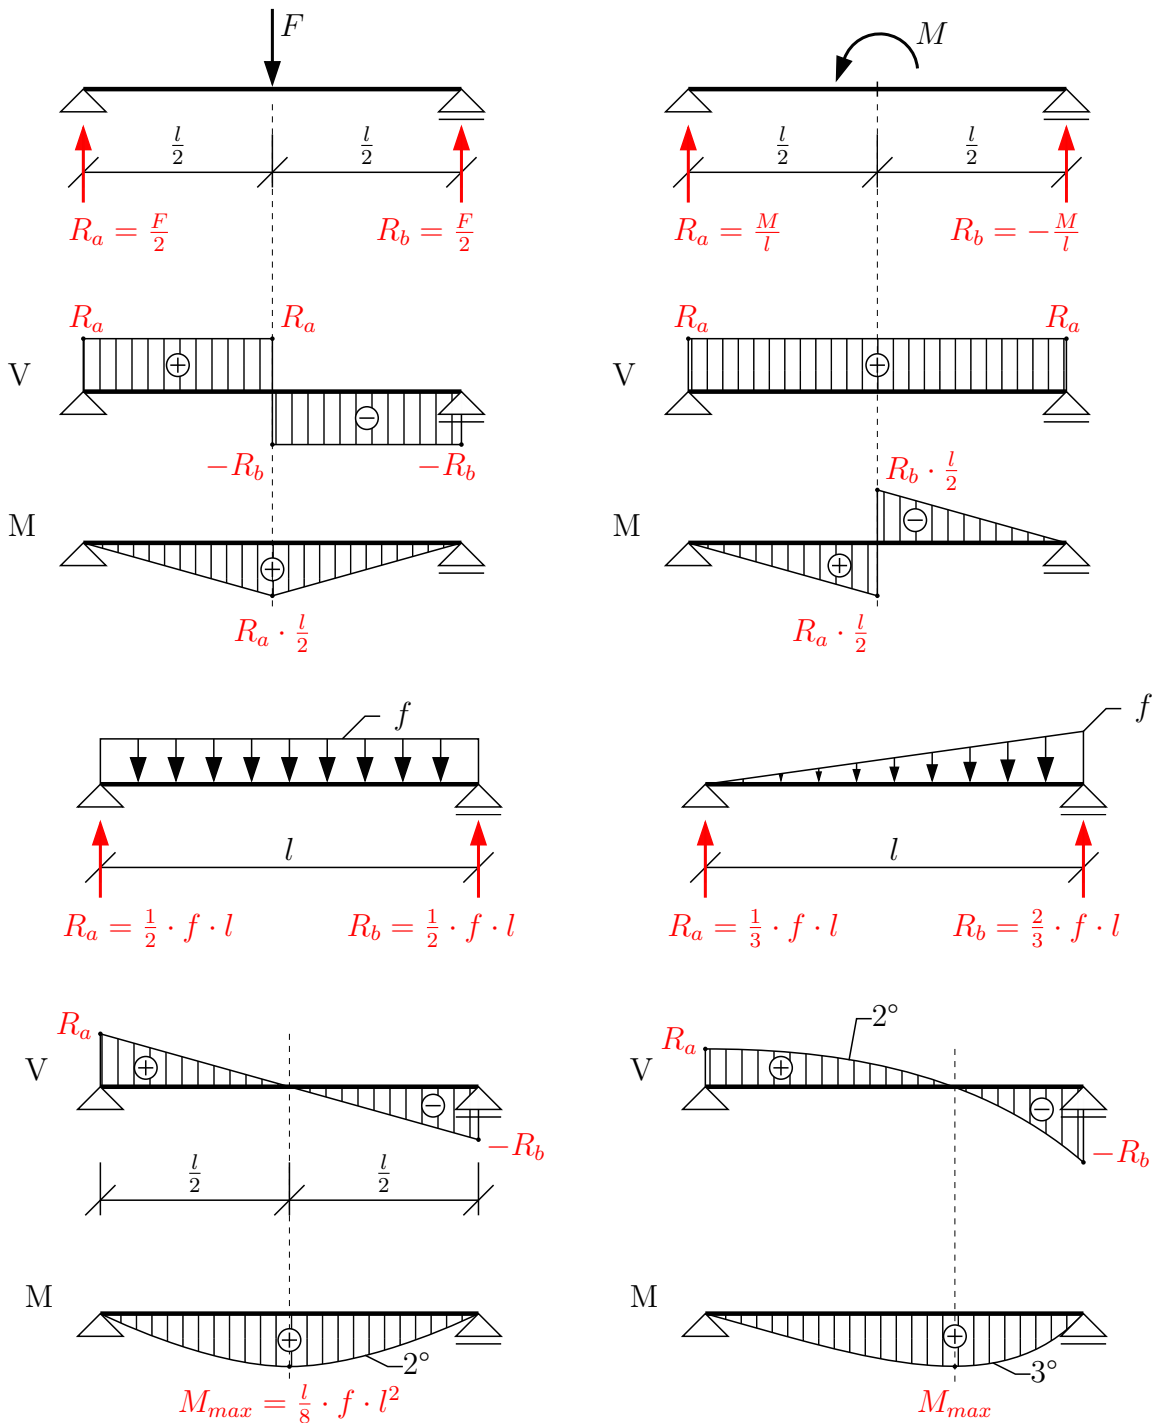 F
l/2 l/2
R_a = F/2 R_b = F/2
R_a R_a
V + −
−R_b −R_b
M +
R_a · l/2
M
l/2 l/2
R_a = M/l R_b = −M/l
R_a R_a
V +
R_b · l/2
M + −
R_a · l/2
f
l
R_a = 1/2 · f · l R_b = 1/2 · f · l
R_a
V + −
−R_b
l/2 l/2
M +
2°
M_max = l/8 · f · l²
f
l
R_a = 1/3 · f · l R_b = 2/3 · f · l
2°
R_a
V + −
−R_b
M +
3°
M_max